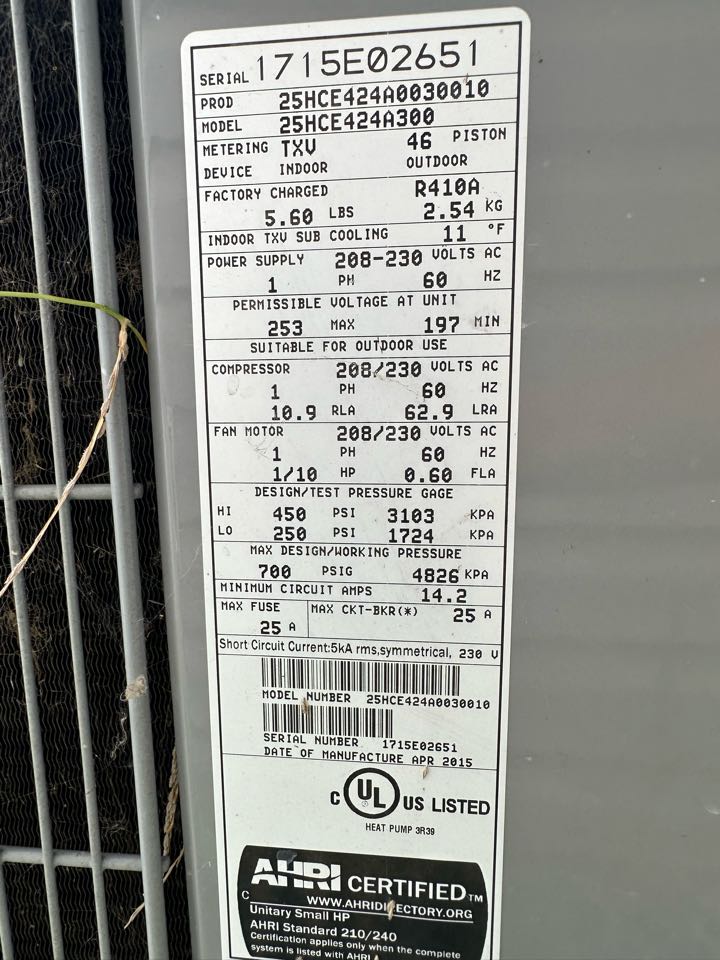 SERIAL 1715E02651
PROD 25HCE424A0030010
MODEL 25HCE424A300
METERING TXV 46 PISTON
DEVICE INDOOR OUTDOOR
FACTORY CHARGED R410A
5.60 LBS 2.54 KG
INDOOR TXV SUB COOLING 11 °F
POWER SUPPLY 208-230 VOLTS AC
1 PH 60 HZ
PERMISSIBLE VOLTAGE AT UNIT
253 MAX 197 MIN
SUITABLE FOR OUTDOOR USE
COMPRESSOR 208/230 VOLTS AC
1 PH 60 HZ
10.9 RLA 62.9 LRA
FAN MOTOR 208/230 VOLTS AC
1 PH 60 HZ
1/10 HP 0.60 FLA
DESIGN/TEST PRESSURE GAGE
HI 450 PSI 3103 KPA
LO 250 PSI 1724 KPA
MAX DESIGN/WORKING PRESSURE
700 PSIG 4826 KPA
MINIMUM CIRCUIT AMPS 14.2
MAX FUSE MAX CKT-BKR(*) 25 A
25 A
Short Circuit Current:5kA rms,symmetrical, 230 V
MODEL NUMBER 25HCE424A0030010
SERIAL NUMBER 1715E02651
DATE OF MANUFACTURE APR 2015
C UL US LISTED
HEAT PUMP 3R39
AHRI CERTIFIED™
C WWW.AHRIDIRECTORY.ORG
Unitary Small HP
AHRI Standard 210/240
Certification applies only when the complete
system is listed with AHRI